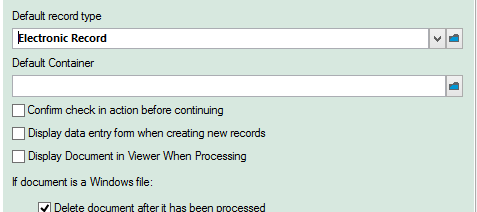 Default record type
Electronic Record
Default Container
Confirm check in action before continuing
Display data entry form when creating new records
Display Document in Viewer When Processing
If document is a Windows file:
Delete document after it has been processed